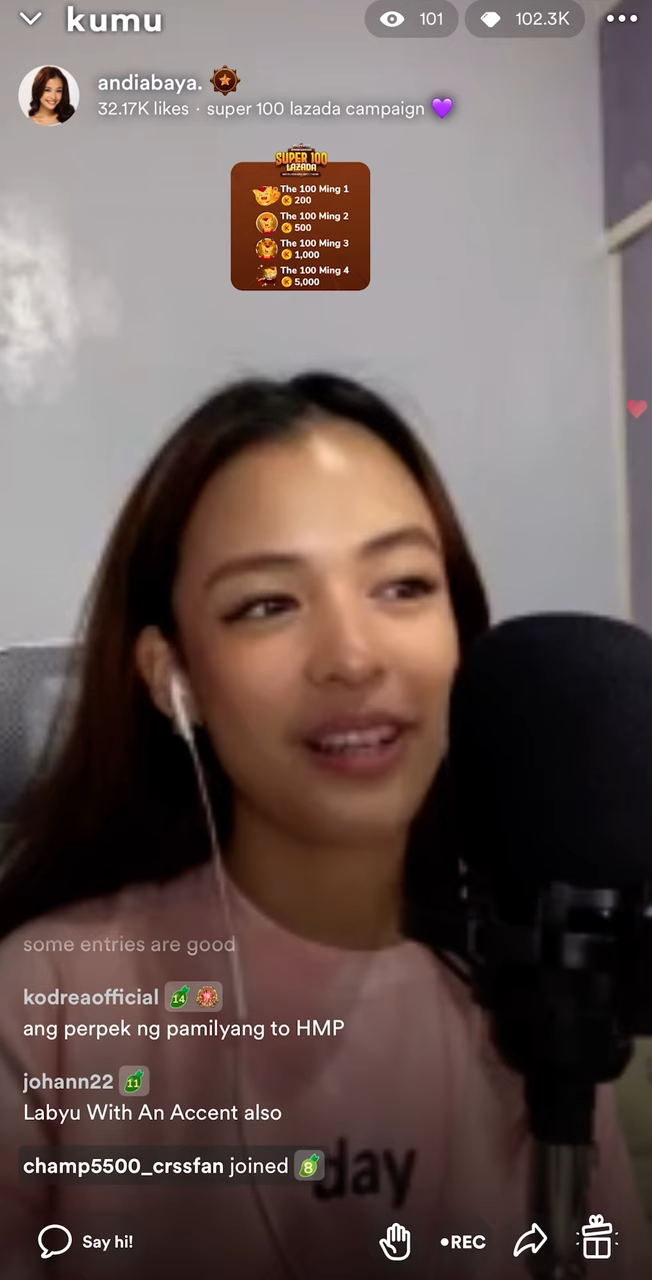 kumu
101
102.3K
andiabaya.
32.17K likes · super 100 lazada campaign 💜
SUPER 100
LAZADA
The 100 Ming 1
200
The 100 Ming 2
500
The 100 Ming 3
1,000
The 100 Ming 4
5,000
some entries are good
kodreaofficial 14
ang perpek ng pamilyang to HMP
johann22 11
Labyu With An Accent also
champ5500_crssfan joined 8
day
Say hi!
•REC